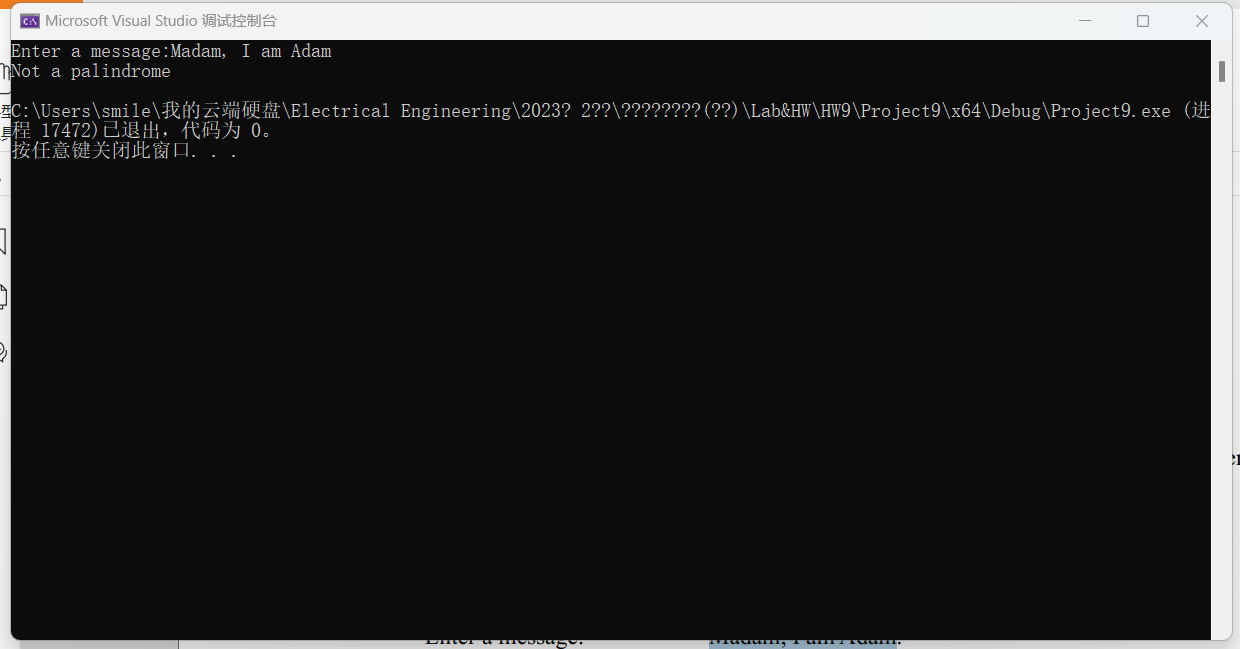 Microsoft Visual Studio 调试控制台
Enter a message:Madam, I am Adam
Not a palindrome
C:\Users\smile\我的云端硬盘\Electrical Engineering\2023? 2??\????????(??)\Lab&HW\HW9\Project9\x64\Debug\Project9.exe (进
程 17472)已退出，代码为 0。
按任意键关闭此窗口. . .
Enter a message: Madam, I am Adam.